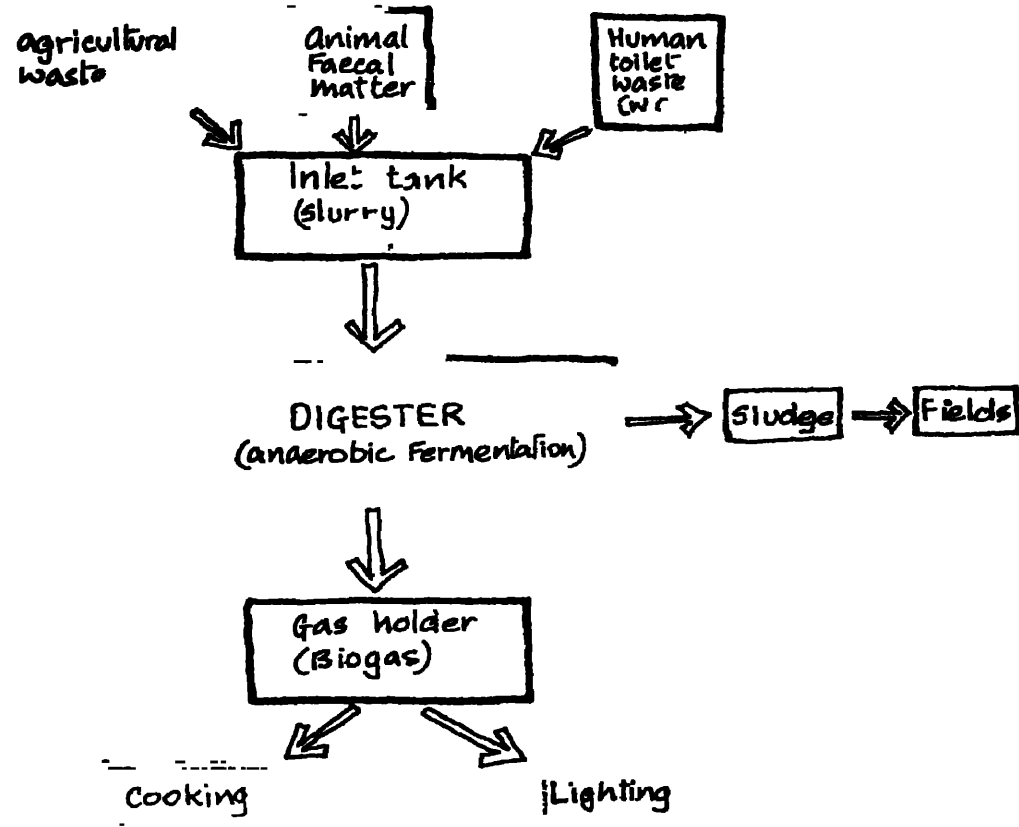 agricultural
waste
Animal
Faecal
matter
Human
toilet
waste
Inlet tank
(slurry)
DIGESTER
(anaerobic Fermentation)
Sludge
Fields
Gas holder
(Biogas)
Cooking
Lighting